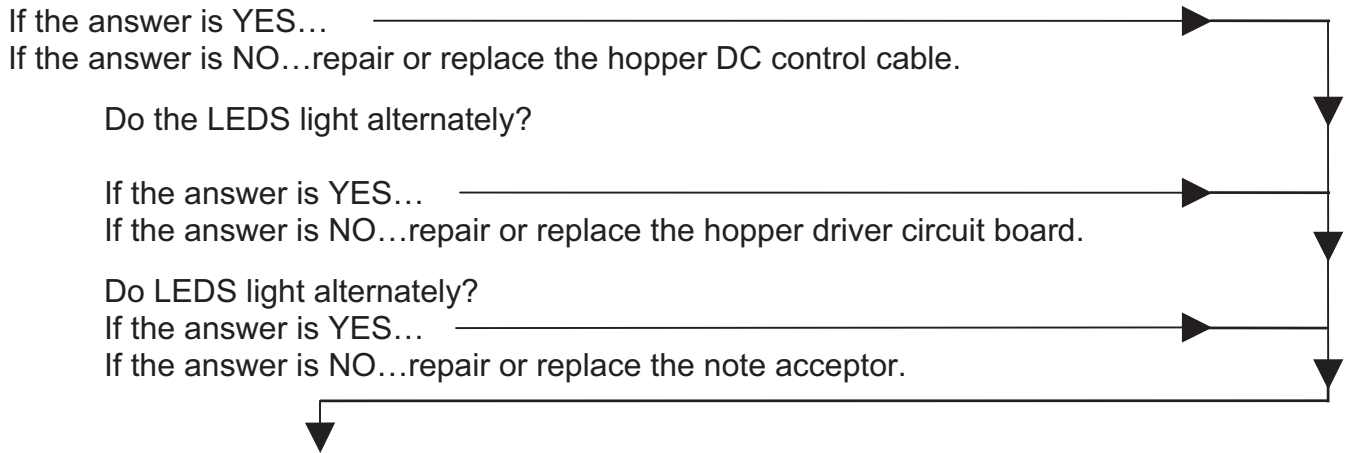 If the answer is YES…
If the answer is NO…repair or replace the hopper DC control cable.
Do the LEDS light alternately?
If the answer is YES…
If the answer is NO…repair or replace the hopper driver circuit board.
Do LEDS light alternately?
If the answer is YES…
If the answer is NO…repair or replace the note acceptor.